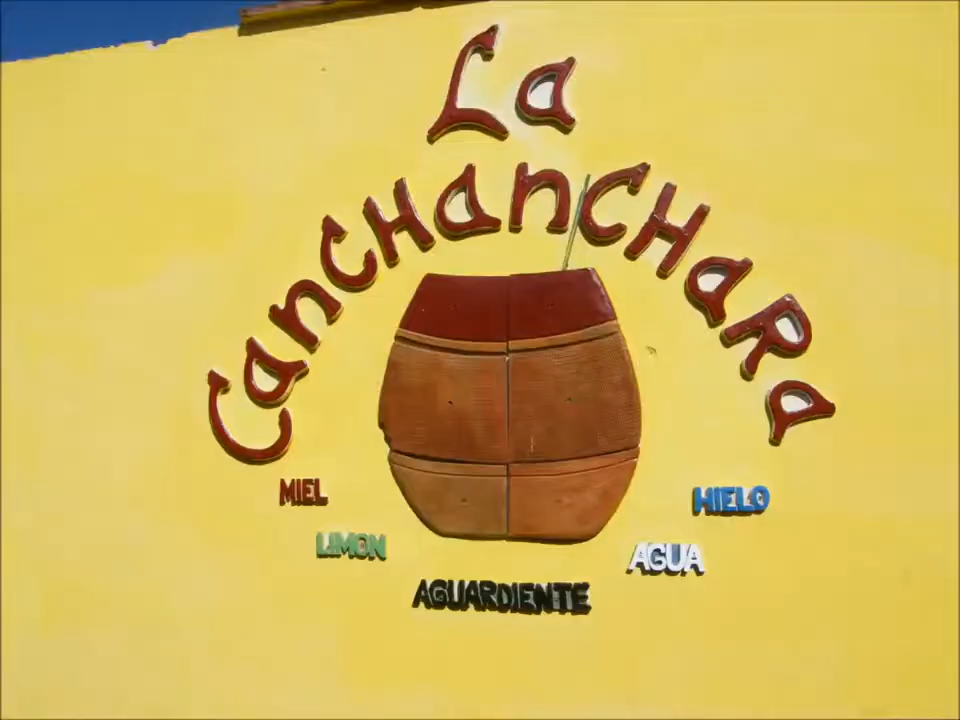 La
CanCHanCHaRa
MIEL
LIMON
AGUARDIENTE
AGUA
HIELO